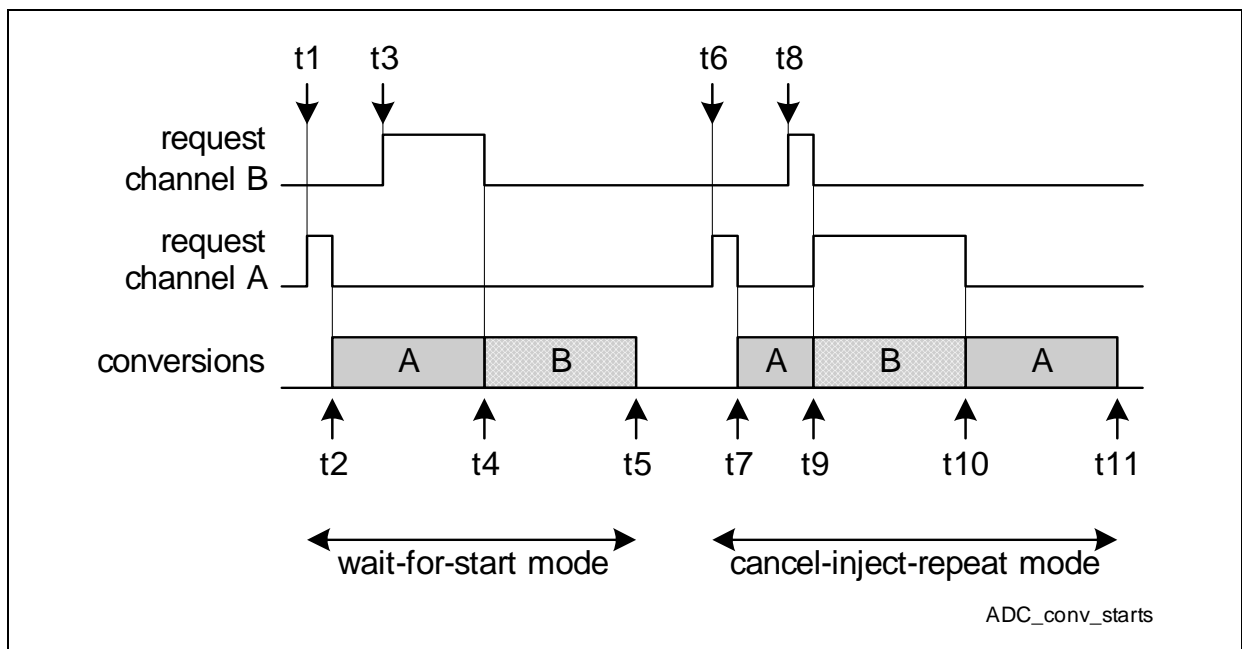 t1 t3 t6 t8
request
channel B
request
channel A
conversions A B A B A
t2 t4 t5 t7 t9 t10 t11
wait-for-start mode cancel-inject-repeat mode
ADC_conv_starts